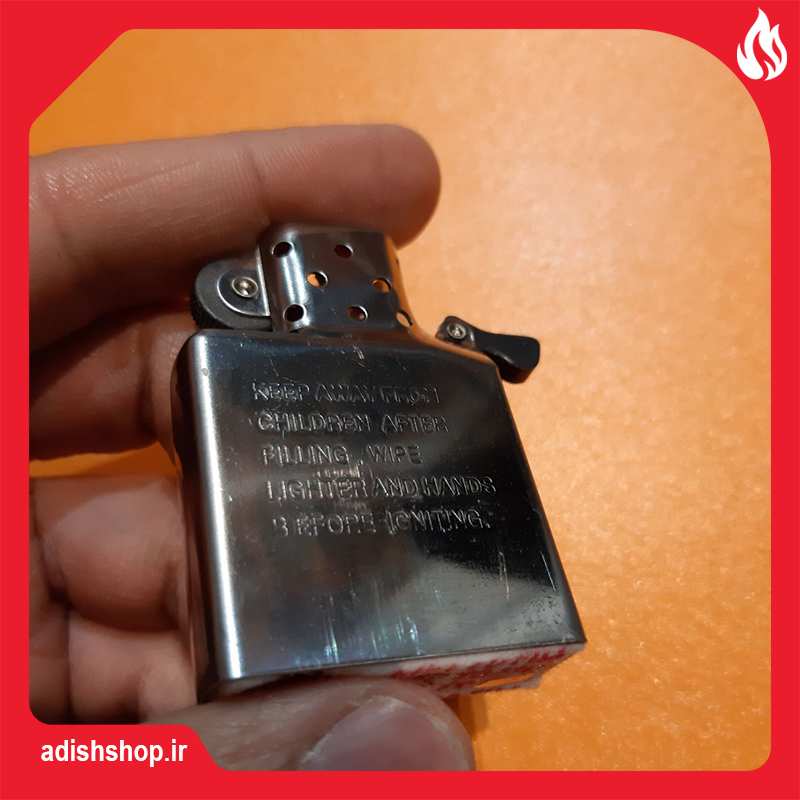 KEEP AWAY FROM
CHILDREN AFTER
FILLING, WIPE
LIGHTER AND HANDS
BEFORE IGNITING.
adishshop.ir